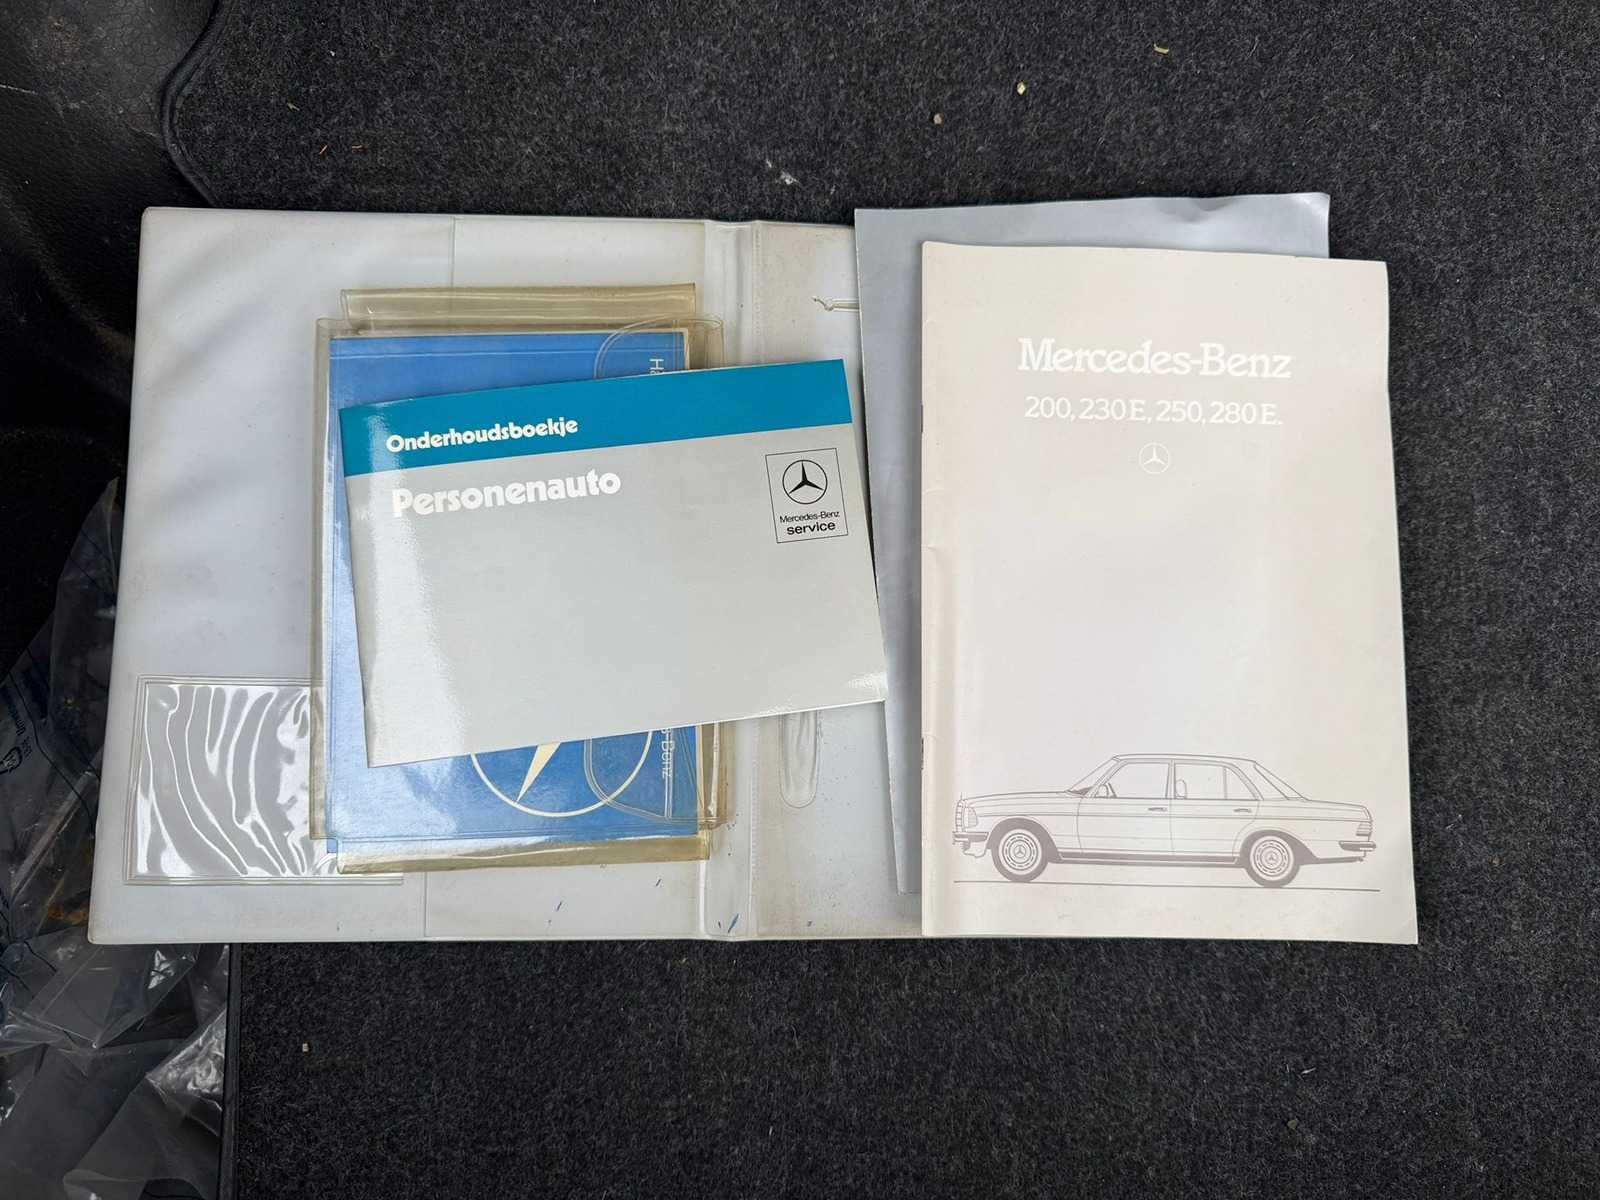 Onderhoudsboekje
Personenauto
Mercedes-Benz
service
Mercedes-Benz
200, 230 E, 250, 280 E.